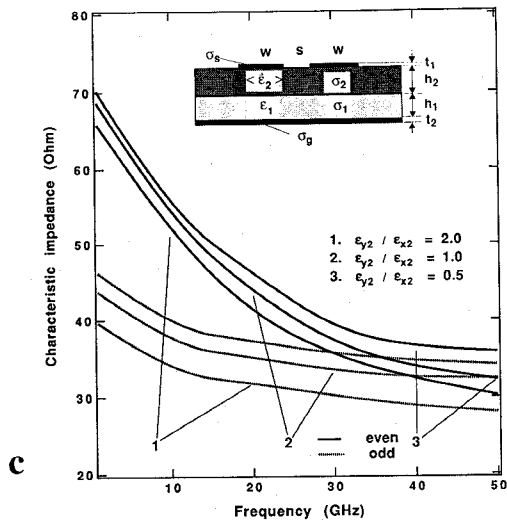 80
70
60
50
40
30
20
10
20
30
40
50
Characteristic impedance (Ohm)
Frequency (GHz)
W
S
W
σs
< ε̂2 >
σ2
ε1
σ1
σg
t1
h2
h1
t2
1. εy2 / εx2 = 2.0
2. εy2 / εx2 = 1.0
3. εy2 / εx2 = 0.5
1
2
3
even
odd
c